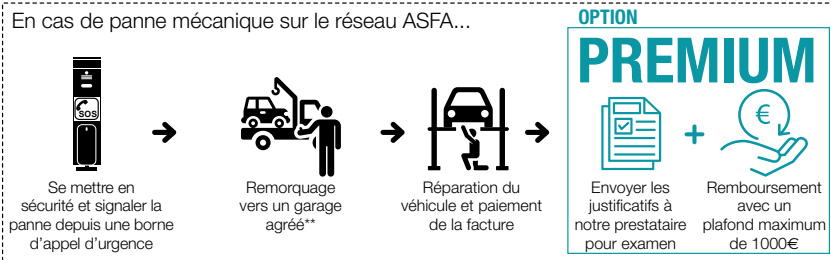 En cas de panne mécanique sur le réseau ASFA...
OPTION
PREMIUM
SOS
€
Se mettre en
sécurité et signaler la
panne depuis une borne
d'appel d'urgence
Remorquage
vers un garage
agréé**
Réparation du
véhicule et paiement
de la facture
Envoyer les
justificatifs à
notre prestataire
pour examen
+
Remboursement
avec un
plafond maximum
de 1000€